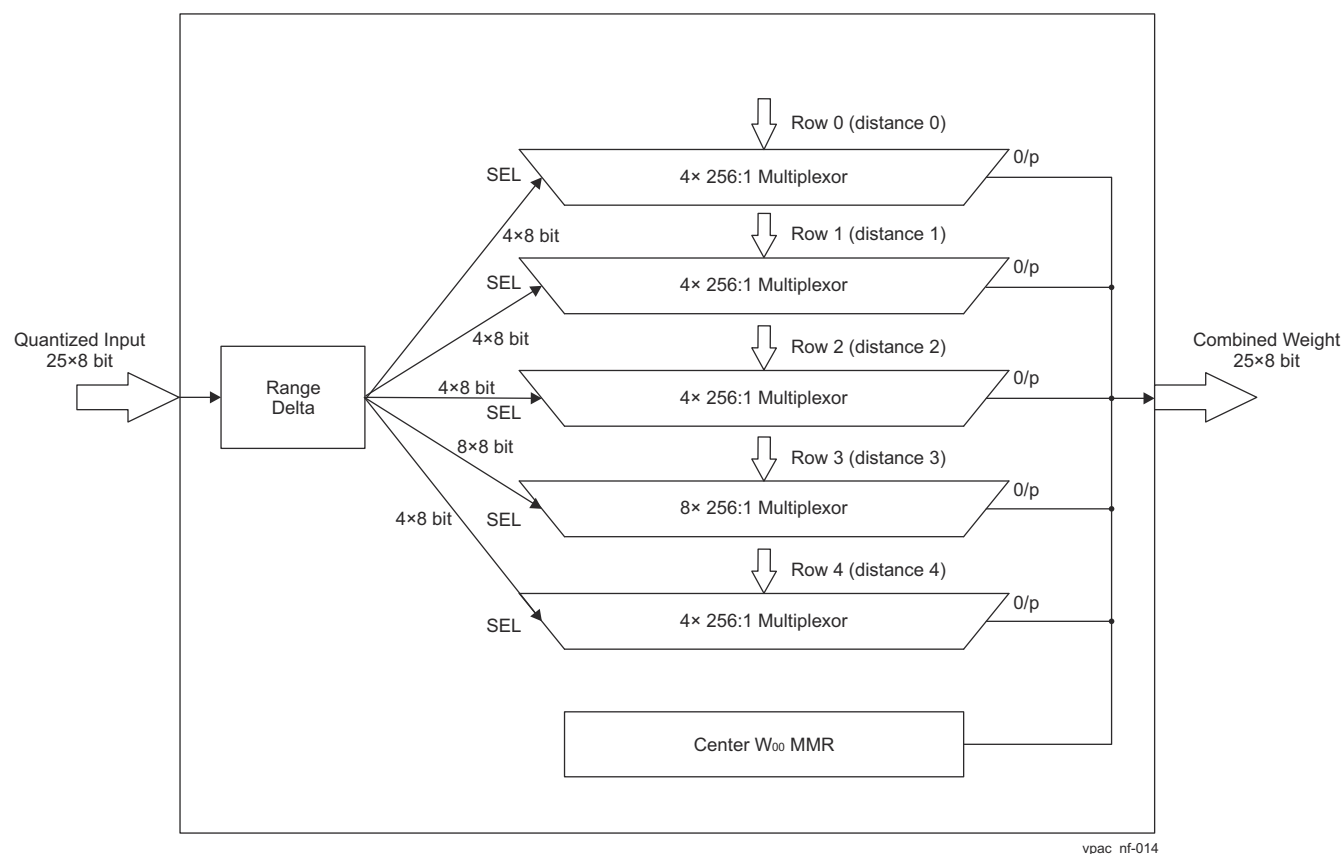 Row 0 (distance 0)
0/p
SEL
4× 256:1 Multiplexor
4×8 bit
Row 1 (distance 1)
0/p
SEL
4× 256:1 Multiplexor
4×8 bit
Quantized Input
25×8 bit
Range
Delta
Row 2 (distance 2)
0/p
4×8 bit
SEL
4× 256:1 Multiplexor
Combined Weight
25×8 bit
8×8 bit
Row 3 (distance 3)
0/p
4×8 bit
SEL
8× 256:1 Multiplexor
Row 4 (distance 4)
0/p
SEL
4× 256:1 Multiplexor
Center W₀₀ MMR
vpac_nf-014